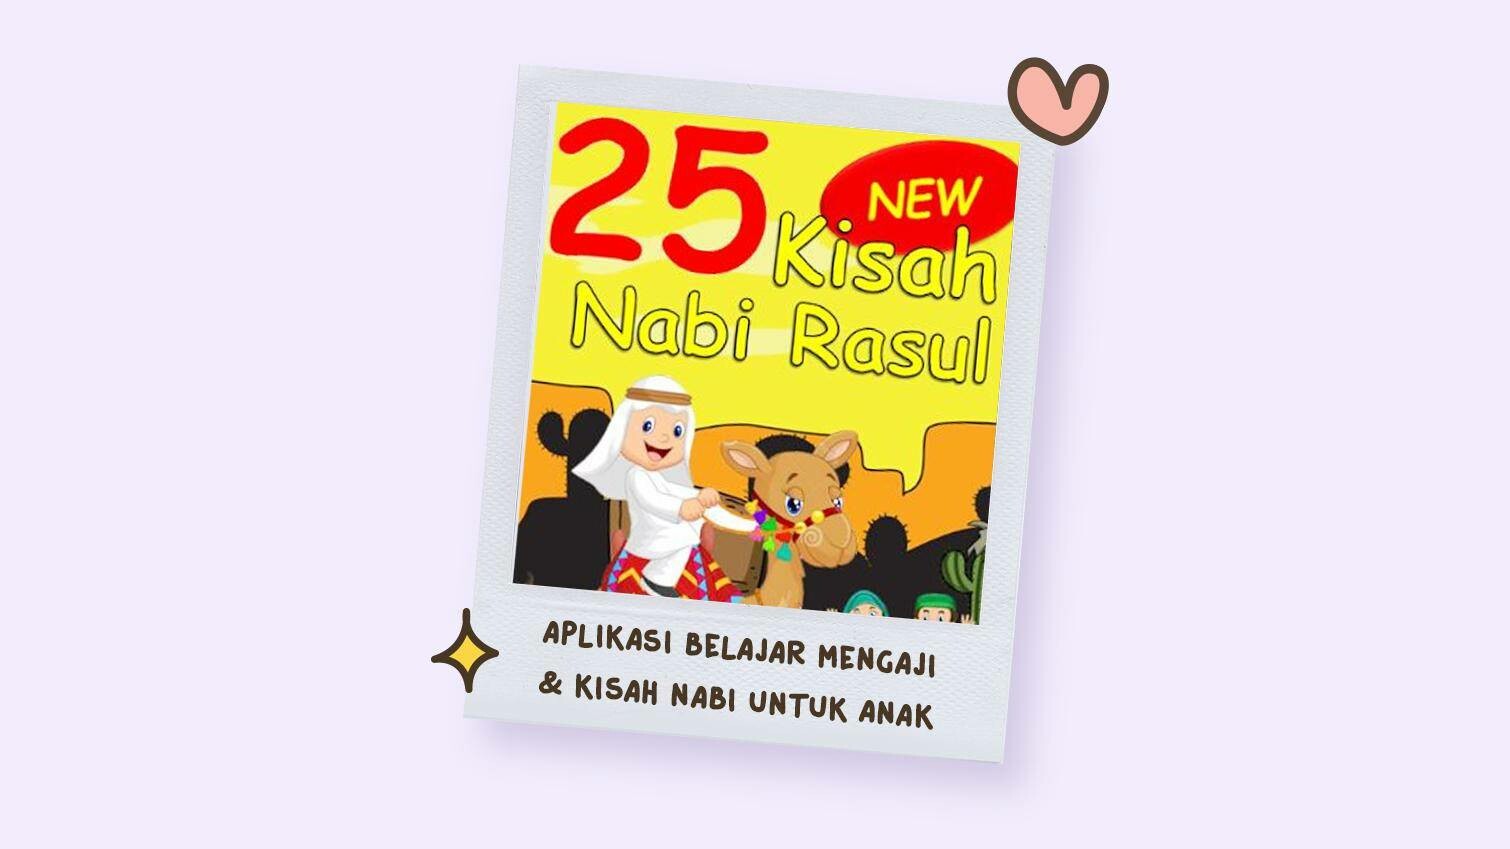 25
NEW
Kisah
Nabi Rasul
APLIKASI BELAJAR MENGAJI
& KISAH NABI UNTUK ANAK